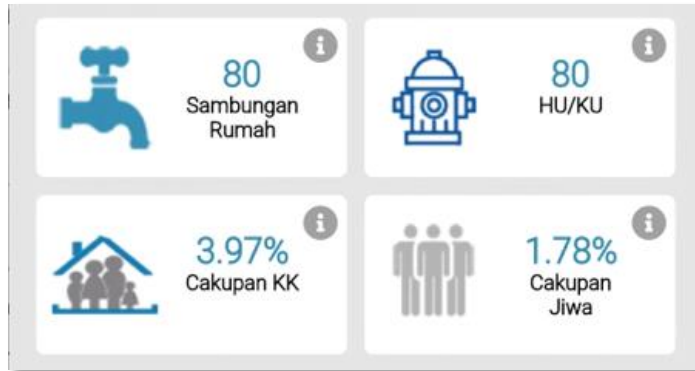 80
Sambungan
Rumah
80
HU/KU
3.97%
Cakupan KK
1.78%
Cakupan
Jiwa